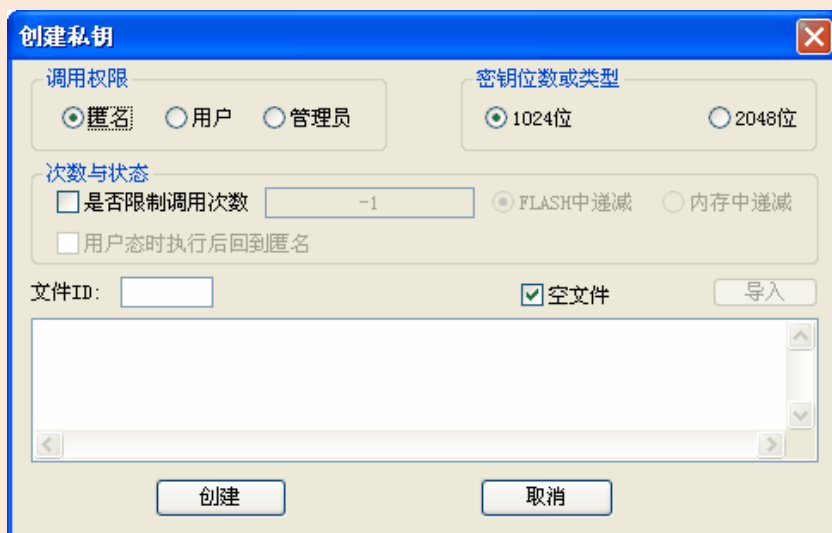 创建私钥
调用权限 密钥位数或类型
匿名 用户 管理员 1024位 2048位
次数与状态
是否限制调用次数 -1 FLASH中递减 内存中递减
用户态时执行后回到匿名
文件ID: 空文件 导入
创建 取消